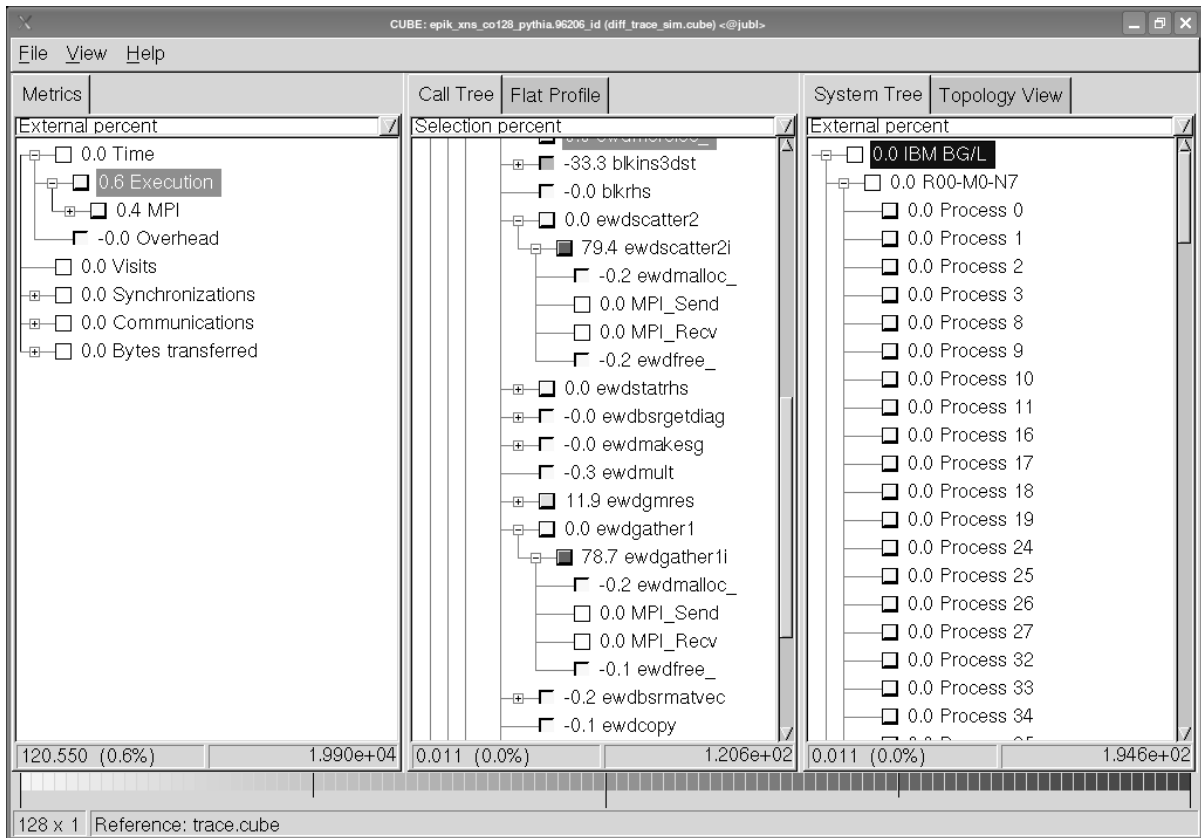 CUBE: epik_xns_co128_pythia.96206_id (diff_trace_sim.cube) <@jubl>
File View Help
Metrics
External percent
0.0 Time
0.6 Execution
0.4 MPI
-0.0 Overhead
0.0 Visits
0.0 Synchronizations
0.0 Communications
0.0 Bytes transferred
120.550 (0.6%) 1.990e+04
Call Tree Flat Profile
Selection percent
-33.3 blkins3dst
-0.0 blkrhs
0.0 ewdscatter2
79.4 ewdscatter2i
-0.2 ewdmalloc_
0.0 MPI_Send
0.0 MPI_Recv
-0.2 ewdfree_
0.0 ewdstatrhs
-0.0 ewdbsrgetdiag
-0.0 ewdmakesg
-0.3 ewdmult
11.9 ewdgmres
0.0 ewdgather1
78.7 ewdgather1i
-0.2 ewdmalloc_
0.0 MPI_Send
0.0 MPI_Recv
-0.1 ewdfree_
-0.2 ewdbsrmatvec
-0.1 ewdcopy
0.011 (0.0%) 1.206e+02
System Tree Topology View
External percent
0.0 IBM BG/L
0.0 R00-M0-N7
0.0 Process 0
0.0 Process 1
0.0 Process 2
0.0 Process 3
0.0 Process 8
0.0 Process 9
0.0 Process 10
0.0 Process 11
0.0 Process 16
0.0 Process 17
0.0 Process 18
0.0 Process 19
0.0 Process 24
0.0 Process 25
0.0 Process 26
0.0 Process 27
0.0 Process 32
0.0 Process 33
0.0 Process 34
0.011 (0.0%) 1.946e+02
128 x 1 Reference: trace.cube